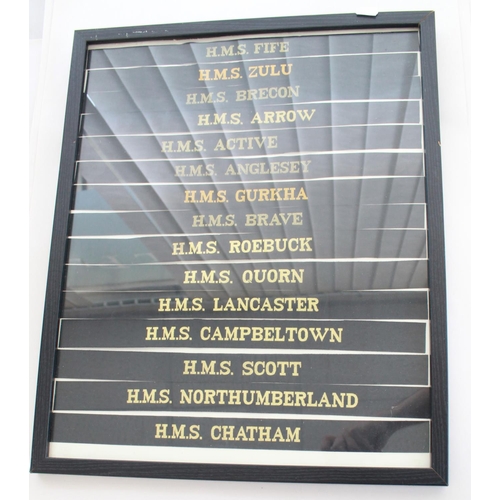 H.M.S. FIFE
H.M.S. ZULU
H.M.S. BRECON
H.M.S. ARROW
H.M.S. ACTIVE
H.M.S. ANGLESEY
H.M.S. GURKHA
H.M.S. BRAVE
H.M.S. ROEBUCK
H.M.S. QUORN
H.M.S. LANCASTER
H.M.S. CAMPBELTOWN
H.M.S. SCOTT
H.M.S. NORTHUMBERLAND
H.M.S. CHATHAM